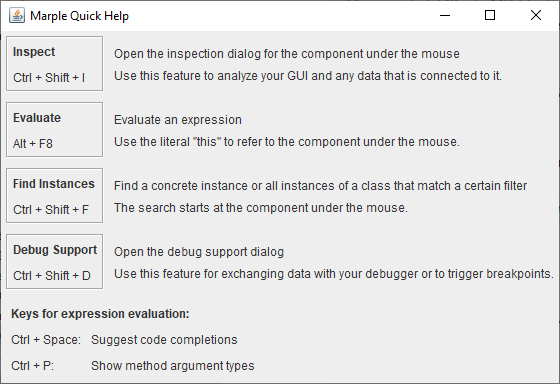 Marple Quick Help
Inspect
Ctrl + Shift + I
Open the inspection dialog for the component under the mouse
Use this feature to analyze your GUI and any data that is connected to it.
Evaluate
Alt + F8
Evaluate an expression
Use the literal "this" to refer to the component under the mouse.
Find Instances
Ctrl + Shift + F
Find a concrete instance or all instances of a class that match a certain filter
The search starts at the component under the mouse.
Debug Support
Ctrl + Shift + D
Open the debug support dialog
Use this feature for exchanging data with your debugger or to trigger breakpoints.
Keys for expression evaluation:
Ctrl + Space: Suggest code completions
Ctrl + P: Show method argument types